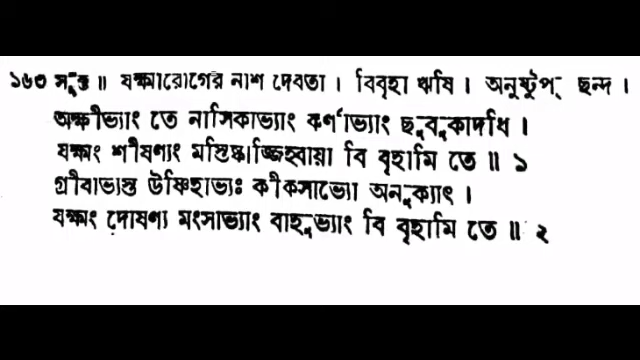 ১৬৩ সূক্ত ॥ যক্ষ্মারোগের নাশ দেবতা । বিবৃহা ঋষি । অনুষ্টুপ্ ছন্দ ।
অক্ষীভ্যাং তে নাসিকাভ্যাং কর্ণাভ্যাং ছুবুকাদধি ।
যক্ষ্মং শীষণ্যং মস্তিষ্কাজ্জিহ্বায়া বি বৃহামি তে ॥ ১
গ্রীবাভ্যস্ত উষ্ণিহাভ্যঃ কীকসাভ্যো অনূক্যাৎ ।
যক্ষ্মং দোষণ্য মংসাভ্যাং বাহুভ্যাং বি বৃহামি তে ॥ ২